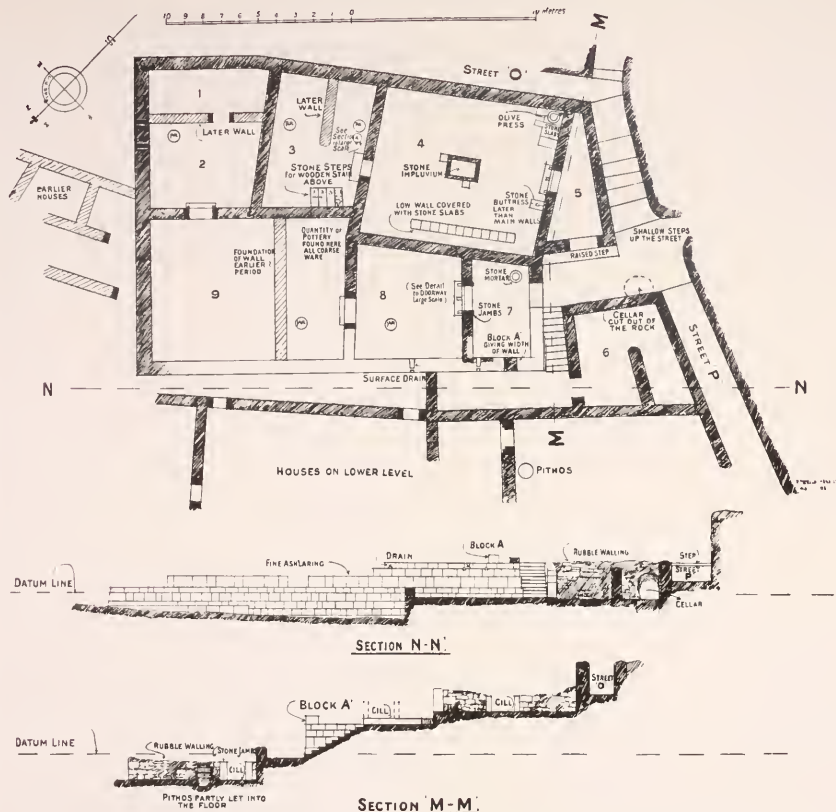 10 9 8 7 6 5 4 3 2 1 0
10 Metres
M
STREET 'O'
1
LATER WALL
2
LATER
WALL
3
See
Section
Large
Scale
STONE STEPS
for WOODEN STAIR
ABOVE
4
STONE
IMPLUVIUM
OLIVE
PRESS
STONE
SLABS
STONE
BUTTRESS
LATER
THAN
MAIN WALLS
LOW WALL COVERED
WITH STONE SLABS
5
RAISED STEP
SHALLOW STEPS
UP THE STREET
EARLIER
HOUSES
9
FOUNDATION
OF WALL
EARLIER ?
PERIOD
QUANTITY OF
POTTERY
FOUND HERE
ALL COARSE
WARE
8
(SEE DETAIL
TO DOORWAY
Large Scale)
STONE
MORTAR
STONE
JAMBS
7
BLOCK 'A'
GIVING WIDTH
OF WALL
CELLAR
CUT OUT OF
THE ROCK
6
STREET P
SURFACE DRAIN
N
N
M
HOUSES ON LOWER LEVEL
PITHOS
DATUM LINE
FINE ASHLARING
DRAIN
BLOCK A
RUBBLE WALLING
STEP
STREET
P
CELLAR
SECTION N-N'.
DATUM LINE
BLOCK A'
CILL
CILL
STREET
O
RUBBLE WALLING
STONE JAMBS
CILL
PITHOS PARTLY LET INTO
THE FLOOR
SECTION 'M-M'.